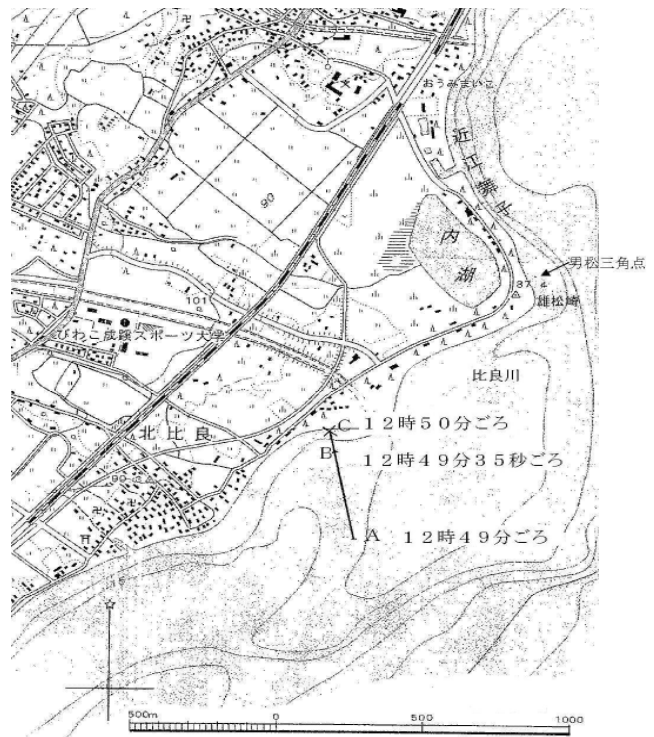 おうみまいこ
近江舞子
90
内湖
男松三角点
87
雄松崎
101
びわこ成蹊スポーツ大学
比良川
北比良
C 12時50分ごろ
B 12時49分35秒ごろ
90
A 12時49分ごろ
500m 0 500 1000